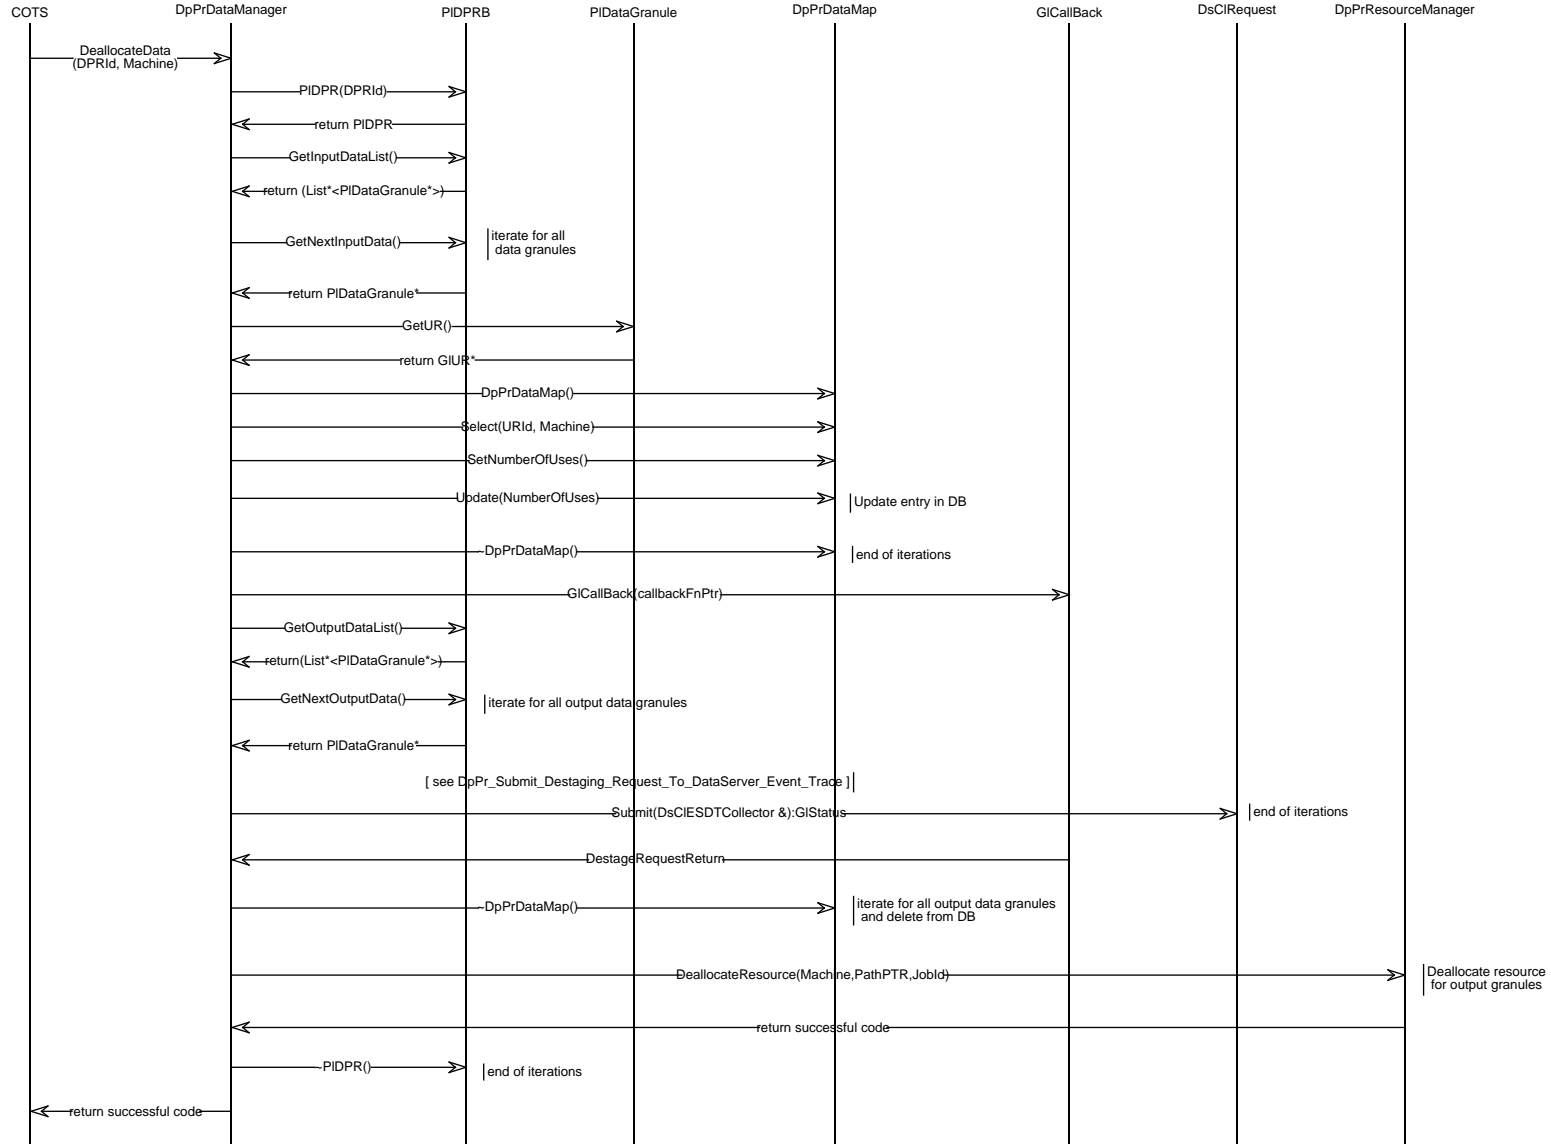 COTS
DpPrDataManager
PlDPRB
PlDataGranule
DpPrDataMap
GlCallBack
DsClRequest
DpPrResourceManager
DeallocateData
(DPRId, Machine)
PlDPR(DPRId)
return PlDPR
GetInputDataList()
return (List*<PlDataGranule*>)
GetNextInputData()
iterate for all
data granules
return PlDataGranule*
GetUR()
return GlUR*
DpPrDataMap()
Select(URId, Machine)
SetNumberOfUses()
Update(NumberOfUses)
Update entry in DB
~DpPrDataMap()
end of iterations
GlCallBack(callbackFnPtr)
GetOutputDataList()
return(List*<PlDataGranule*>)
GetNextOutputData()
iterate for all output data granules
return PlDataGranule*
[ see DpPr_Submit_Destaging_Request_To_DataServer_Event_Trace ]
Submit(DsClESDTCollector &):GlStatus
end of iterations
DestageRequestReturn
~DpPrDataMap()
iterate for all output data granules
and delete from DB
DeallocateResource(Machine,PathPTR,JobId)
Deallocate resource
for output granules
return successful code
~PlDPR()
end of iterations
return successful code